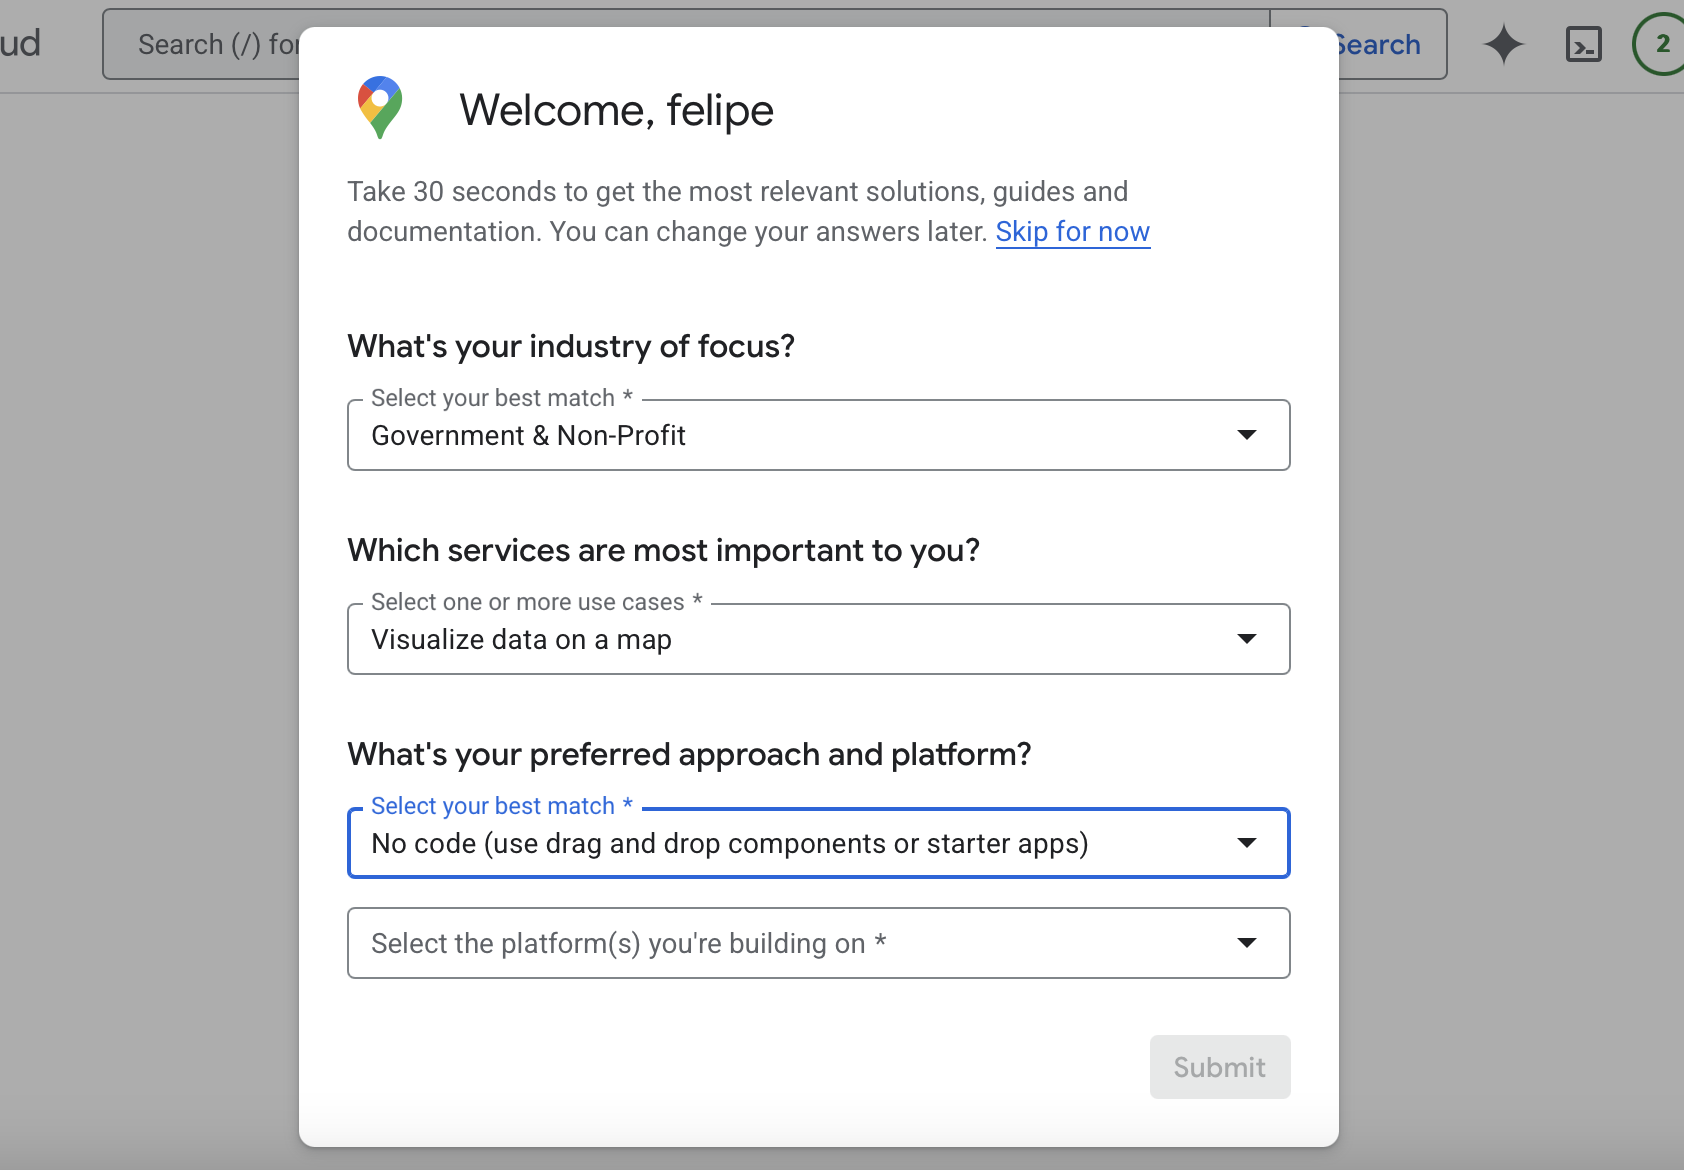 ud
Search (/) for
Search
2
Welcome, felipe
Take 30 seconds to get the most relevant solutions, guides and
documentation. You can change your answers later. Skip for now
What's your industry of focus?
Select your best match *
Government & Non-Profit
Which services are most important to you?
Select one or more use cases *
Visualize data on a map
What's your preferred approach and platform?
Select your best match *
No code (use drag and drop components or starter apps)
Select the platform(s) you're building on *
Submit